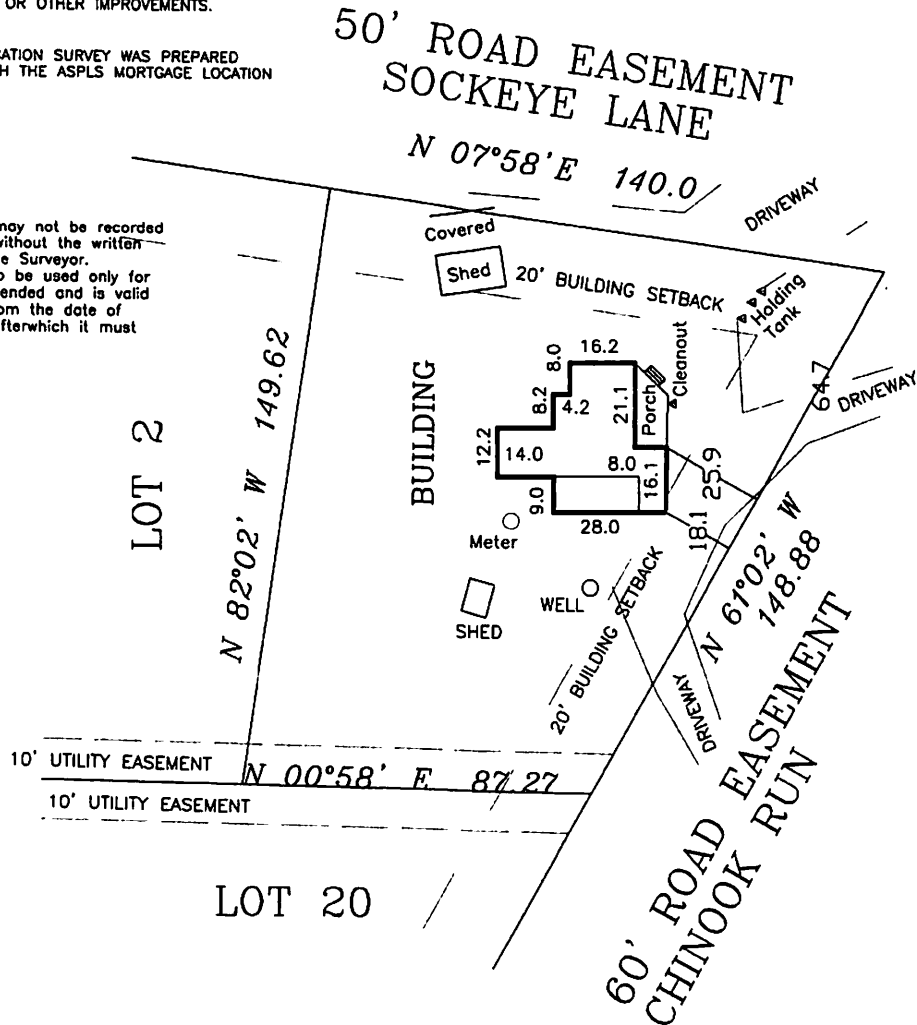 OR OTHER IMPROVEMENTS.
CATION SURVEY WAS PREPARED
H THE ASPLS MORTGAGE LOCATION
50' ROAD EASEMENT
SOCKEYE LANE
N 07°58'E 140.0
DRIVEWAY
may not be recorded
without the written
e Surveyor.
o be used only for
ended and is valid
om the date of
fterwhich it must
Covered
Shed
20' BUILDING SETBACK
Holding
Tank
Cleanout
16.2
8.0
8.2
4.2
21.1
Porch
64.7
DRIVEWAY
LOT 2
N 82°02' W 149.62
BUILDING
12.2
14.0
8.0
16.1
25.9
9.0
28.0
18.1
Meter
SHED
WELL
20' BUILDING SETBACK
N 61°02' W
148.88
DRIVEWAY
10' UTILITY EASEMENT
N 00°58' E 87.27
10' UTILITY EASEMENT
LOT 20
60' ROAD EASEMENT
CHINOOK RUN